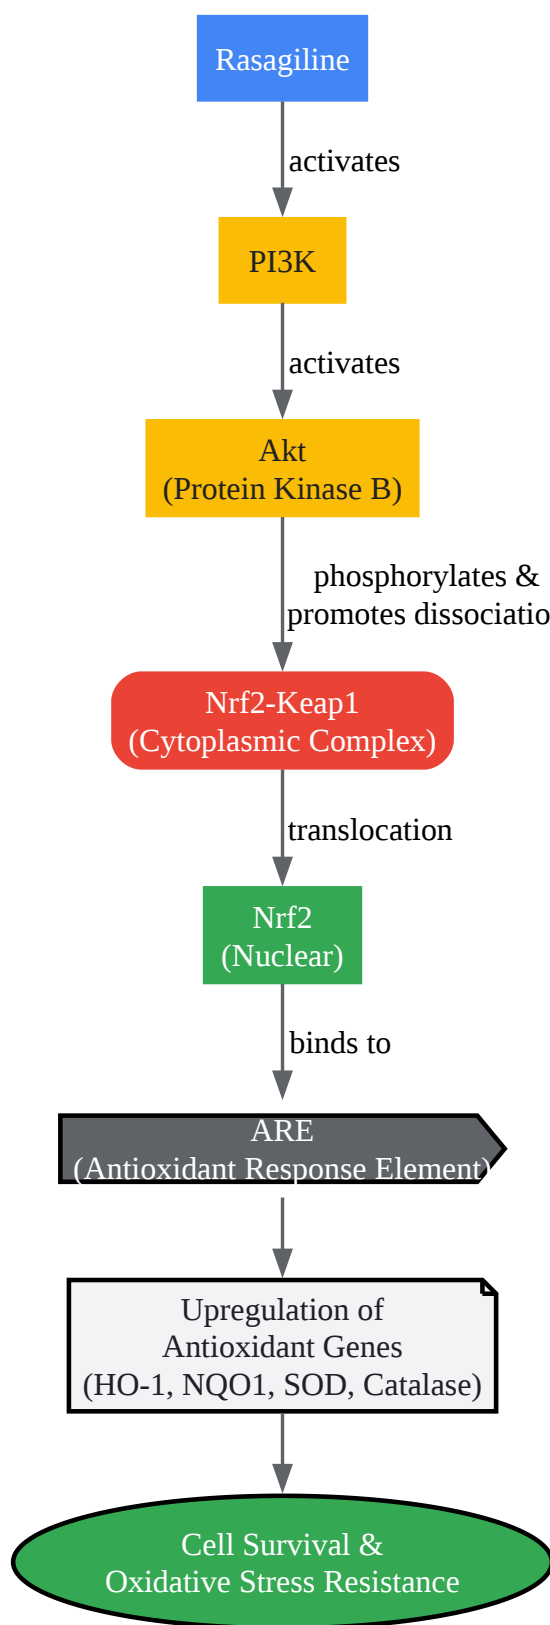 Rasagiline
activates
PI3K
activates
Akt
(Protein Kinase B)
phosphorylates &
promotes dissociatio
Nrf2-Keap1
(Cytoplasmic Complex)
translocation
Nrf2
(Nuclear)
binds to
ARE
(Antioxidant Response Element)
Upregulation of
Antioxidant Genes
(HO-1, NQO1, SOD, Catalase)
Cell Survival &
Oxidative Stress Resistance